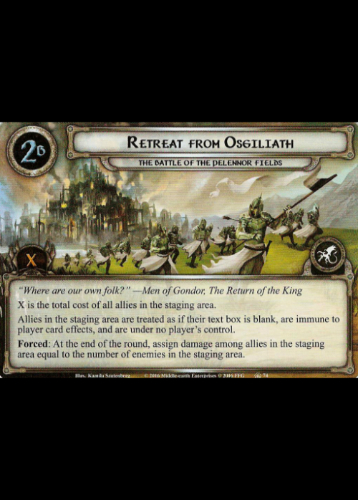 2B
RETREAT FROM OSGILIATH
THE BATTLE OF THE PELENNOR FIELDS
X
"Where are our own folk?" —Men of Gondor, The Return of the King
X is the total cost of all allies in the staging area.
Allies in the staging area are treated as if their text box is blank, are immune to
player card effects, and are under no player's control.
Forced: At the end of the round, assign damage among allies in the staging
area equal to the number of enemies in the staging area.
Illus.